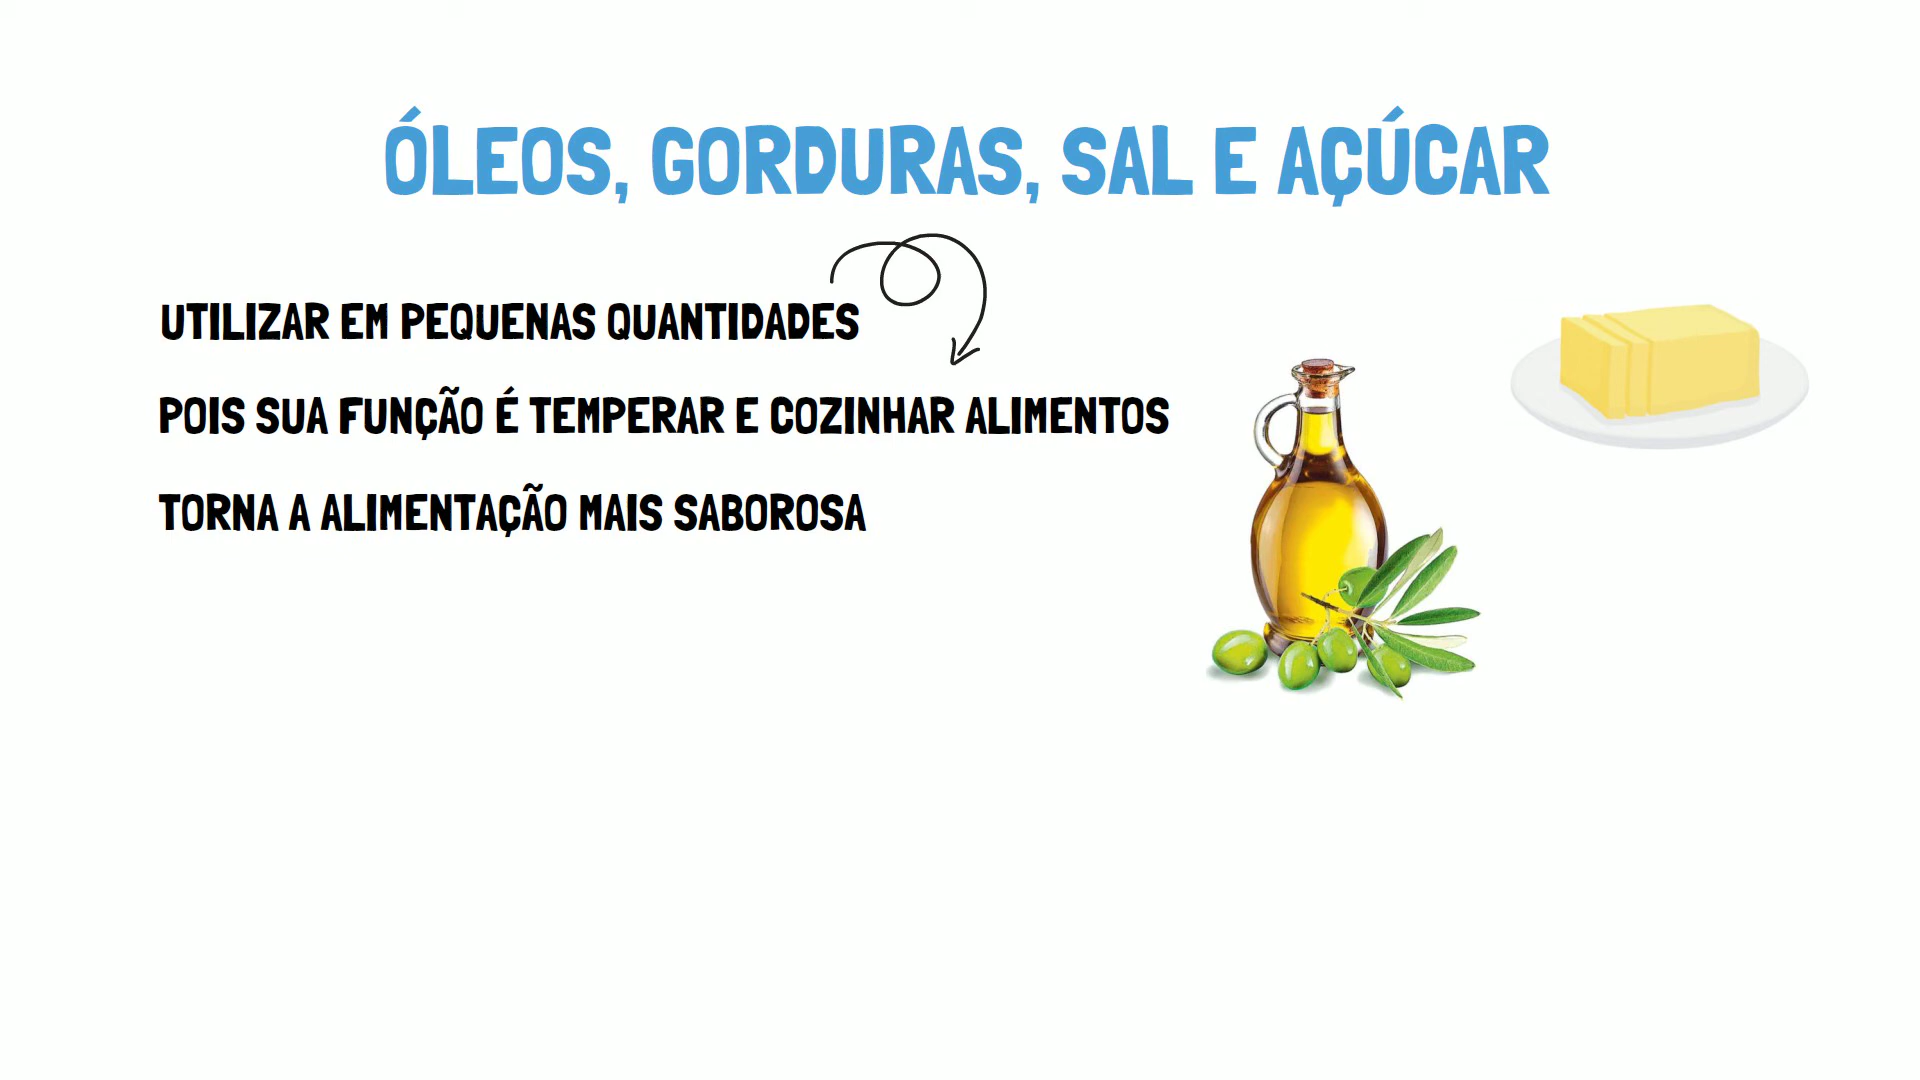 ÓLEOS, GORDURAS, SAL E AÇÚCAR
UTILIZAR EM PEQUENAS QUANTIDADES
POIS SUA FUNÇÃO É TEMPERAR E COZINHAR ALIMENTOS
TORNA A ALIMENTAÇÃO MAIS SABOROSA